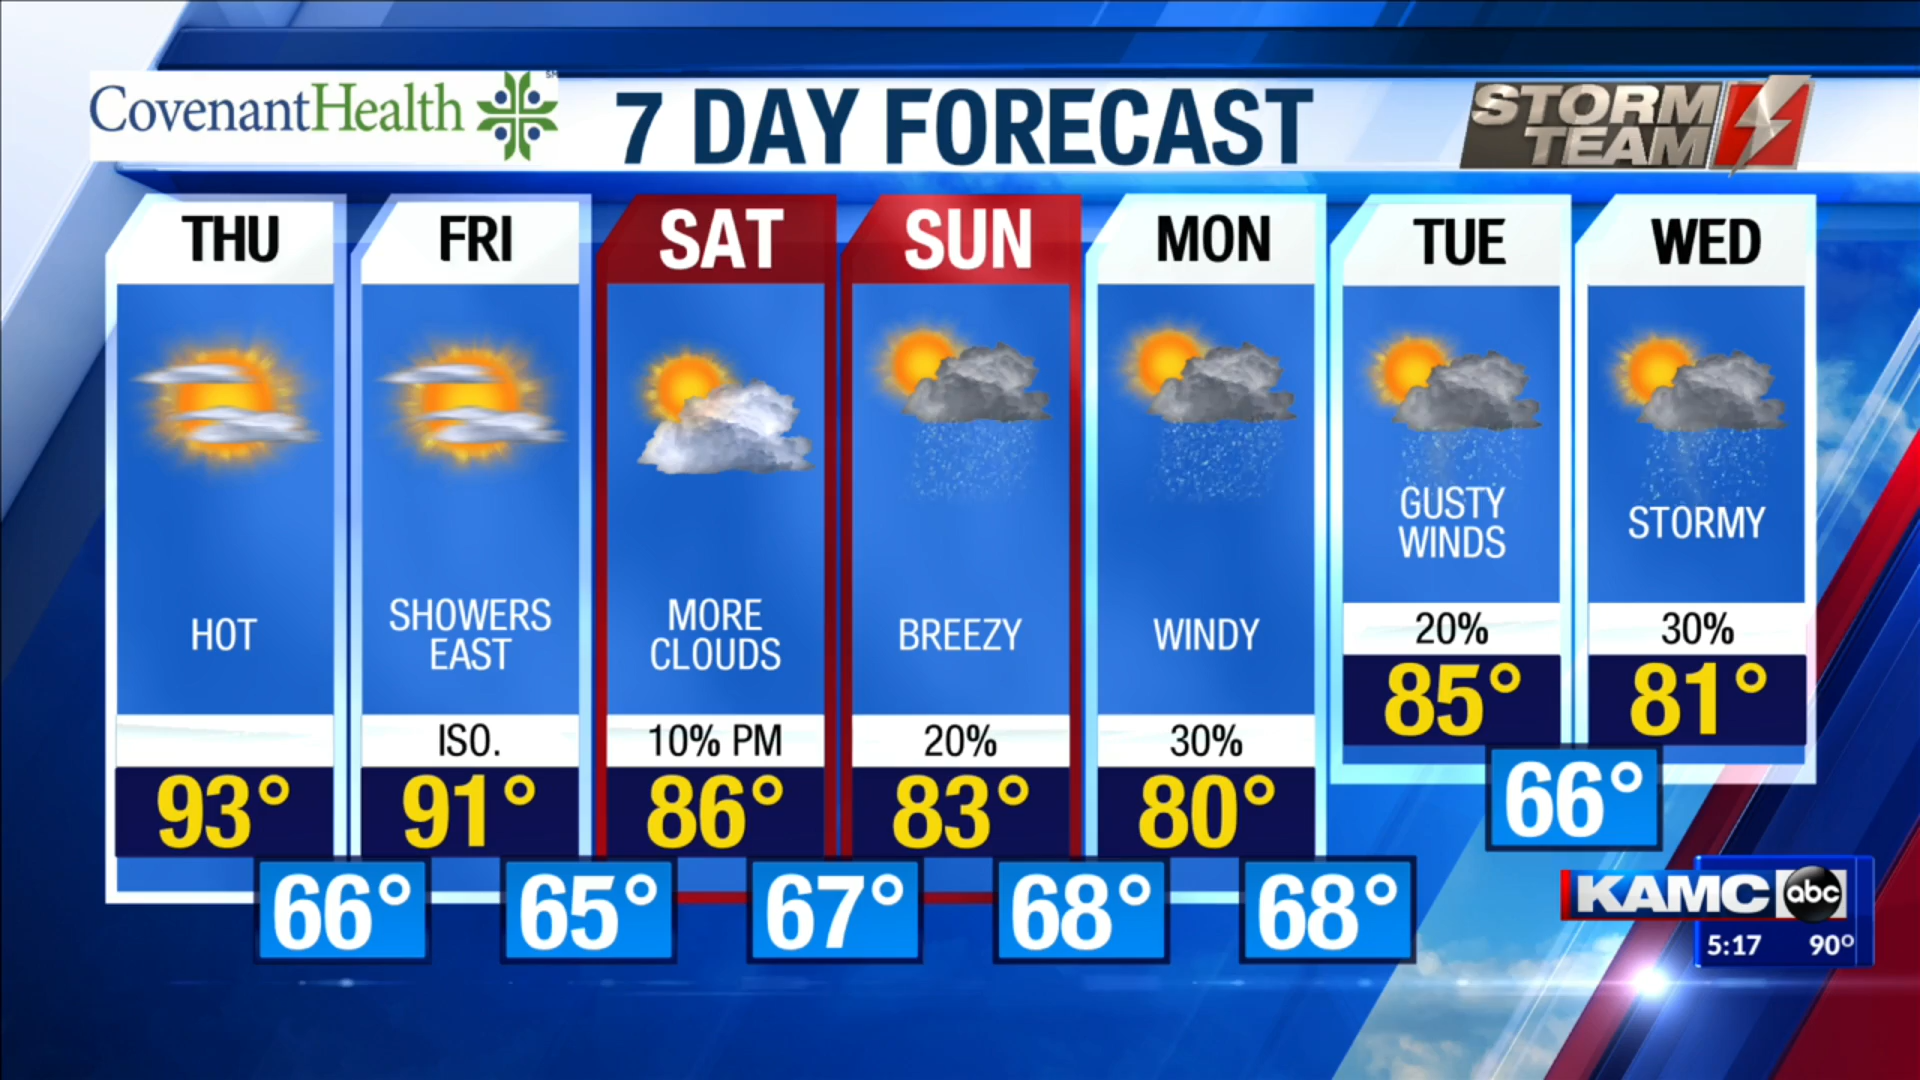 CovenantHealth SM
7 DAY FORECAST
STORM
TEAM
THU
FRI
SAT
SUN
MON
TUE
WED
HOT
SHOWERS
EAST
MORE
CLOUDS
BREEZY
WINDY
GUSTY
WINDS
STORMY
ISO.
10% PM
20%
30%
20%
30%
93°
91°
86°
83°
80°
85°
81°
66°
65°
67°
68°
68°
66°
KAMC abc
5:17 90°